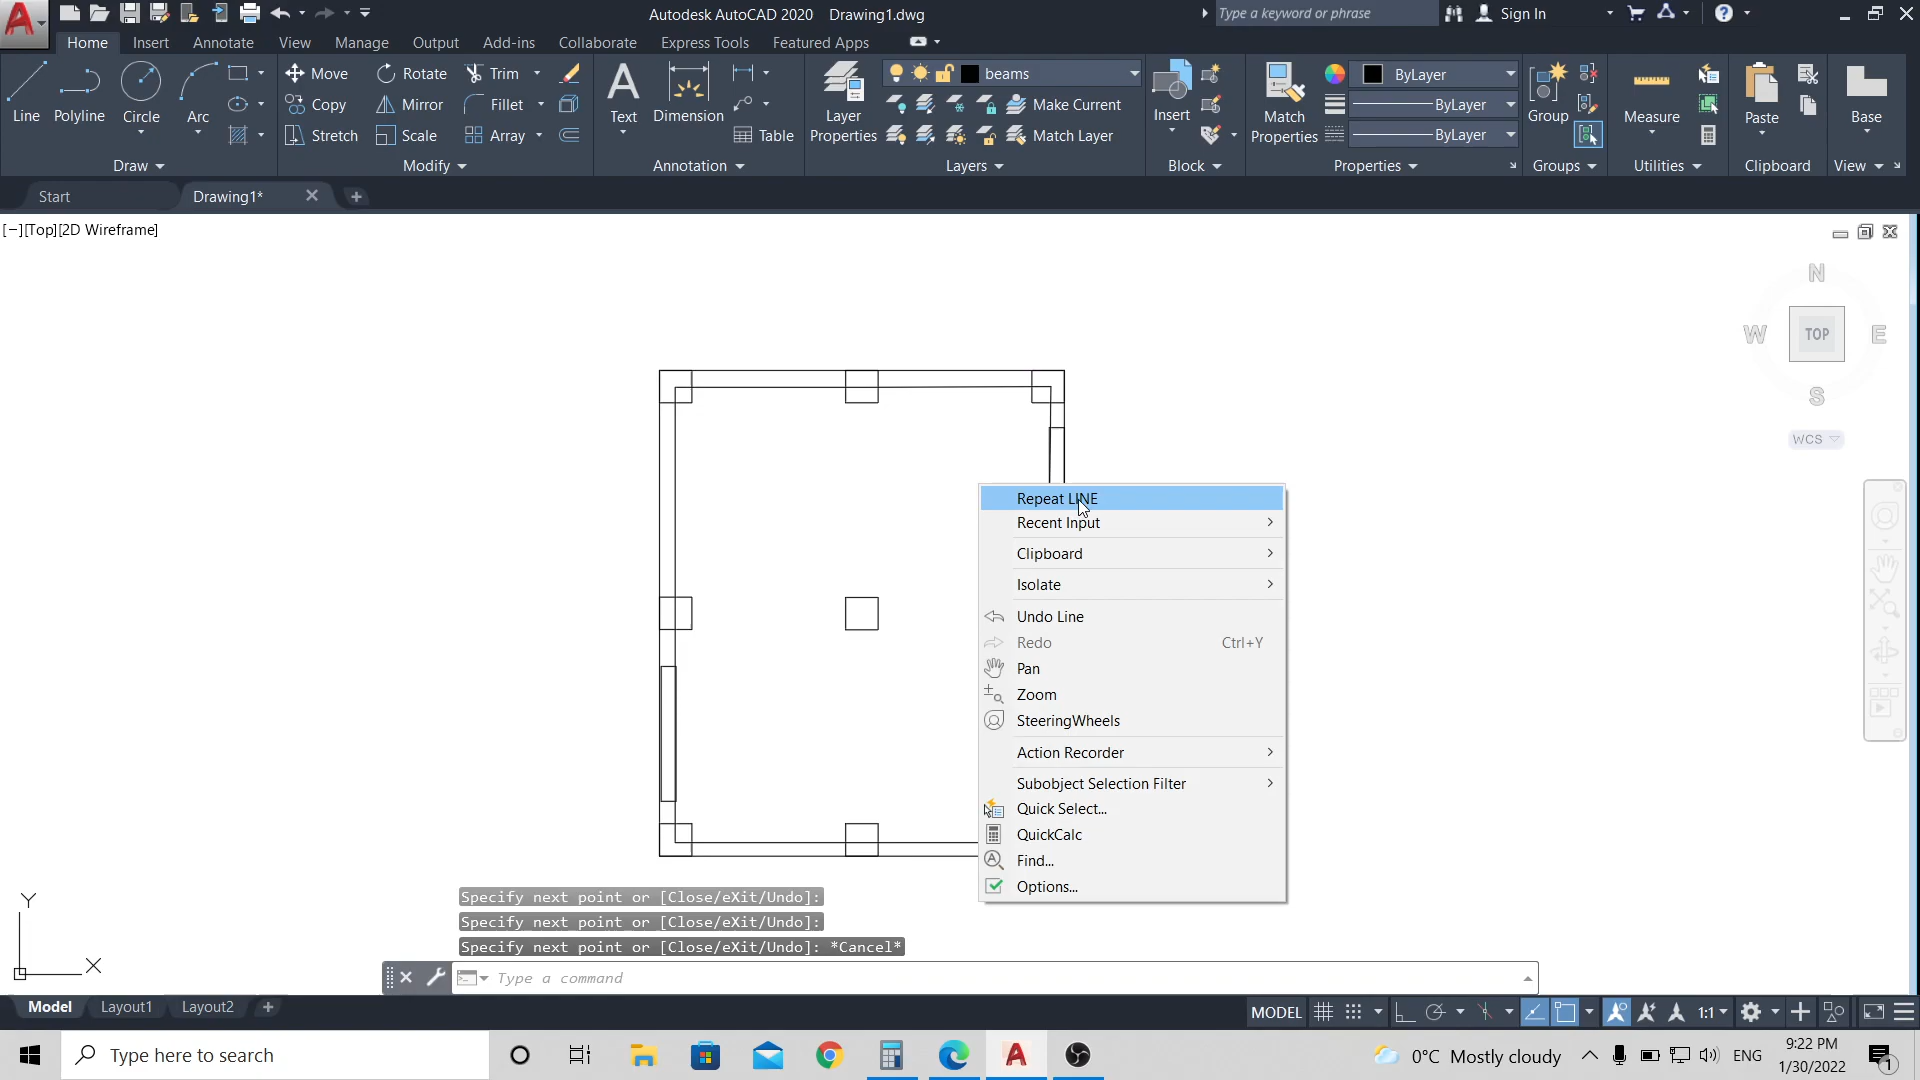 Autodesk AutoCAD 2020 Drawing1.dwg
Type a keyword or phrase
Sign In
Home Insert Annotate View Manage Output Add-ins Collaborate Express Tools Featured Apps
Line Polyline Circle Arc
Move Rotate Trim
Copy Mirror Fillet
Stretch Scale Array
Text Dimension Table
Layer Properties
beams
Make Current
Match Layer
Insert
Match Properties
ByLayer
ByLayer
ByLayer
Group
Measure
Paste
Base
Draw Modify Annotation Layers Block Properties Groups Utilities Clipboard View
Start Drawing1*
[−][Top][2D Wireframe]
N
W TOP E
S
WCS
Repeat LINE
Recent Input
Clipboard
Isolate
Undo Line
Redo Ctrl+Y
Pan
Zoom
SteeringWheels
Action Recorder
Subobject Selection Filter
Quick Select...
QuickCalc
Find...
Options...
Y
X
Specify next point or [Close/eXit/Undo]:
Specify next point or [Close/eXit/Undo]:
Specify next point or [Close/eXit/Undo]: *Cancel*
Type a command
Model Layout1 Layout2
MODEL 1:1
Type here to search
0°C Mostly cloudy
ENG
9:22 PM
1/30/2022
1